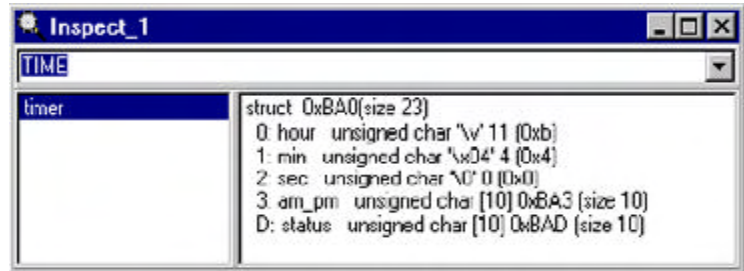 Inspect_1
TIME
timer
struct 0xBA0(size 23)
0: hour unsigned char '\v' 11 (0xb)
1: min unsigned char '\x04' 4 (0x4)
2: sec unsigned char '\0' 0 (0x0)
3: am_pm unsigned char [10] 0xBA3 (size 10)
D: status unsigned char [10] 0xBAD (size 10)